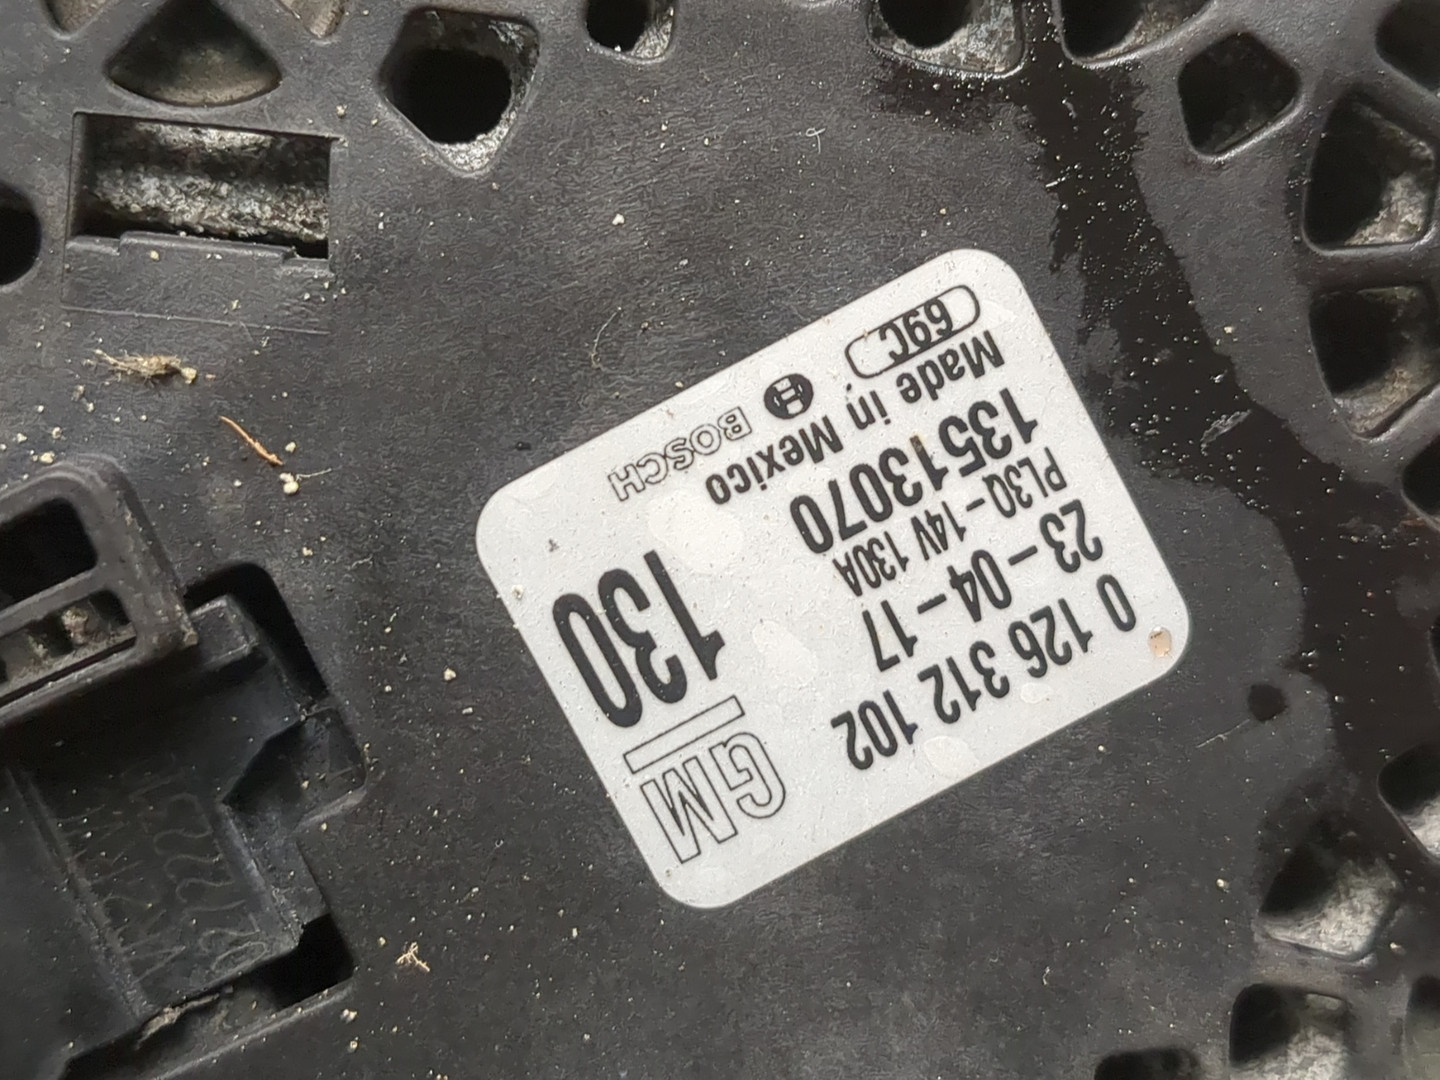 GM
130
0 126 312 102
23-04-17
PL30-14V 130A
13513070
Made in Mexico
69C
BOSCH